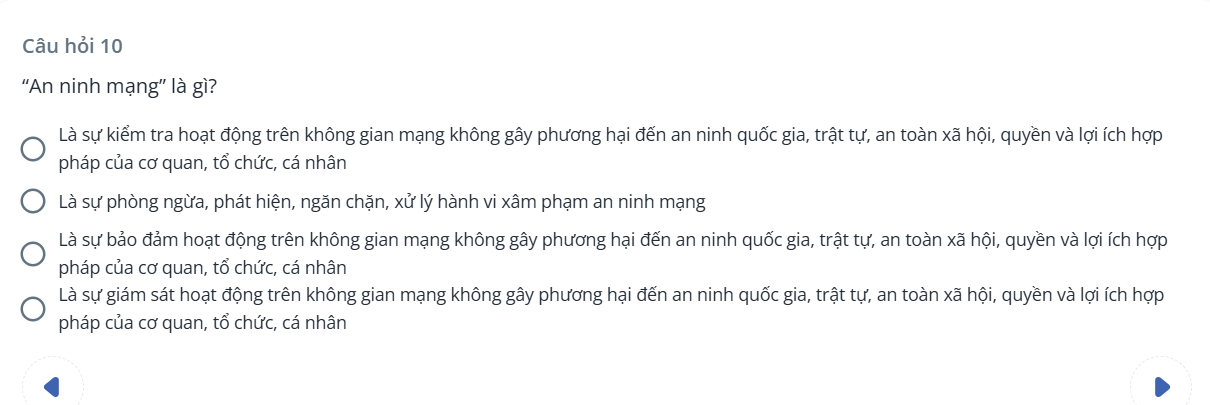 Câu hỏi 10
“An ninh mạng” là gì?
Là sự kiểm tra hoạt động trên không gian mạng không gây phương hại đến an ninh quốc gia, trật tự, an toàn xã hội, quyền và lợi ích hợp
pháp của cơ quan, tổ chức, cá nhân
Là sự phòng ngừa, phát hiện, ngăn chặn, xử lý hành vi xâm phạm an ninh mạng
Là sự bảo đảm hoạt động trên không gian mạng không gây phương hại đến an ninh quốc gia, trật tự, an toàn xã hội, quyền và lợi ích hợp
pháp của cơ quan, tổ chức, cá nhân
Là sự giám sát hoạt động trên không gian mạng không gây phương hại đến an ninh quốc gia, trật tự, an toàn xã hội, quyền và lợi ích hợp
pháp của cơ quan, tổ chức, cá nhân